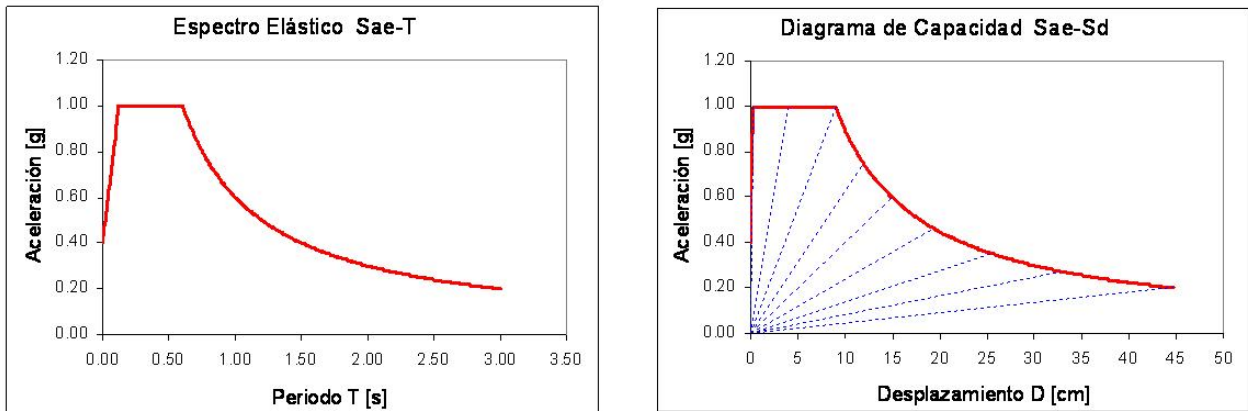 Espectro Elástico Sae-T
1.20
1.00
0.80
0.60
0.40
0.20
0.00
Aceleración [g]
0.00 0.50 1.00 1.50 2.00 2.50 3.00 3.50
Periodo T [s]
Diagrama de Capacidad Sae-Sd
1.20
1.00
0.80
0.60
0.40
0.20
0.00
Aceleración [g]
0 5 10 15 20 25 30 35 40 45 50
Desplazamiento D [cm]